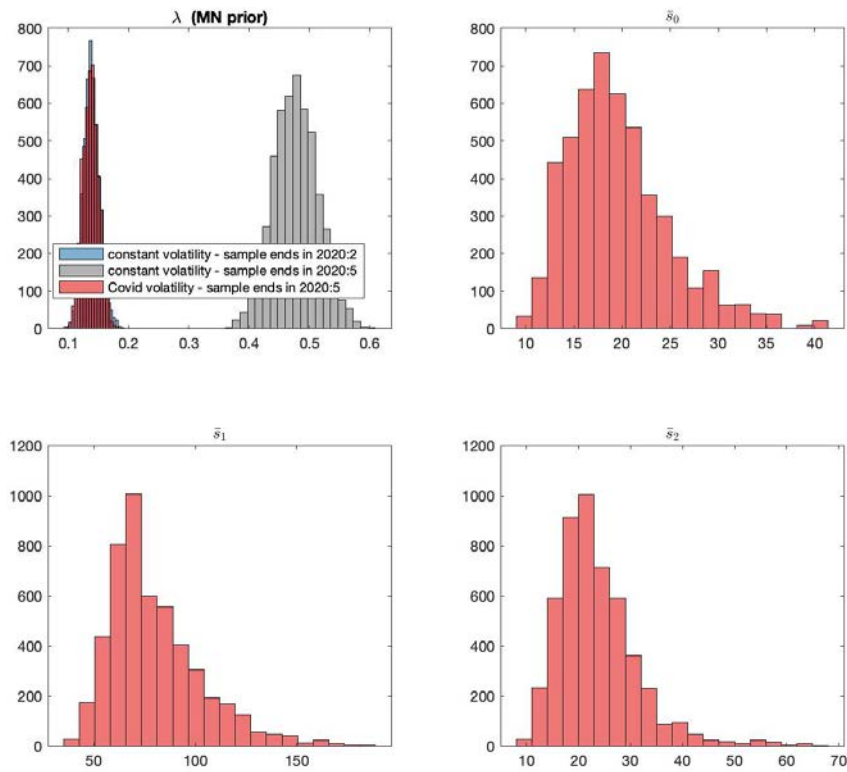 λ (MN prior)
800
700
600
500
400
300
200
100
0
0.1 0.2 0.3 0.4 0.5 0.6
constant volatility - sample ends in 2020:2
constant volatility - sample ends in 2020:5
Covid volatility - sample ends in 2020:5
s̄₀
800
700
600
500
400
300
200
100
0
10 15 20 25 30 35 40
s̄₁
1200
1000
800
600
400
200
0
50 100 150
s̄₂
1200
1000
800
600
400
200
0
10 20 30 40 50 60 70